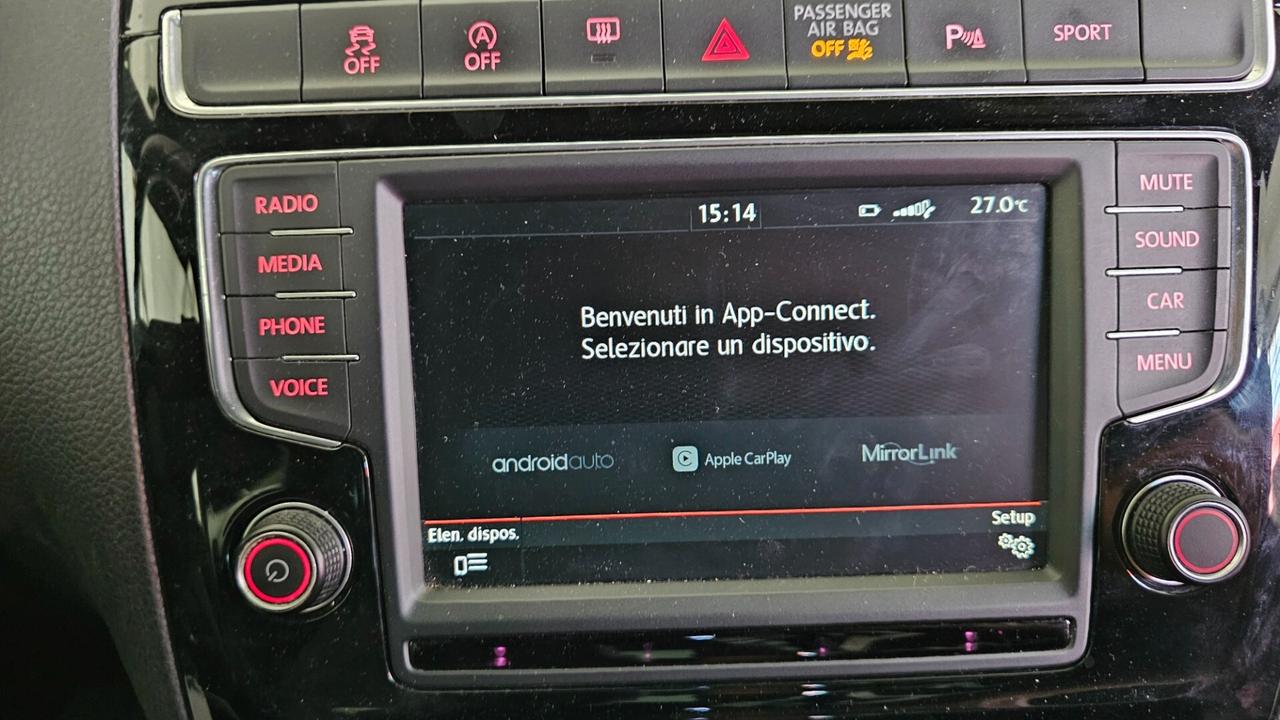 OFF
A
OFF
PASSENGER
AIR BAG
OFF
P
SPORT
RADIO
MEDIA
PHONE
VOICE
15:14
27.0°C
Benvenuti in App-Connect.
Selezionare un dispositivo.
androidauto
Apple CarPlay
MirrorLink
Elen. dispos.
Setup
MUTE
SOUND
CAR
MENU